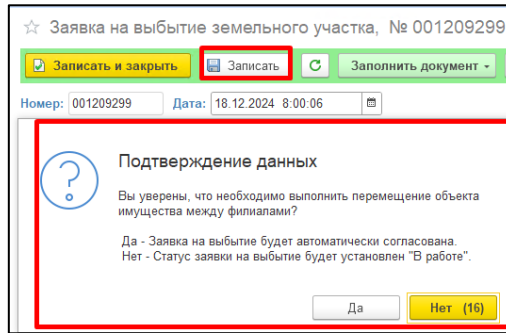 Заявка на выбытие земельного участка, № 001209299
Записать и закрыть Записать Заполнить документ
Номер: 001209299 Дата: 18.12.2024 8:00:06
Подтверждение данных
Вы уверены, что необходимо выполнить перемещение объекта
имущества между филиалами?
Да - Заявка на выбытие будет автоматически согласована.
Нет - Статус заявки на выбытие будет установлен "В работе".
Да Нет (16)